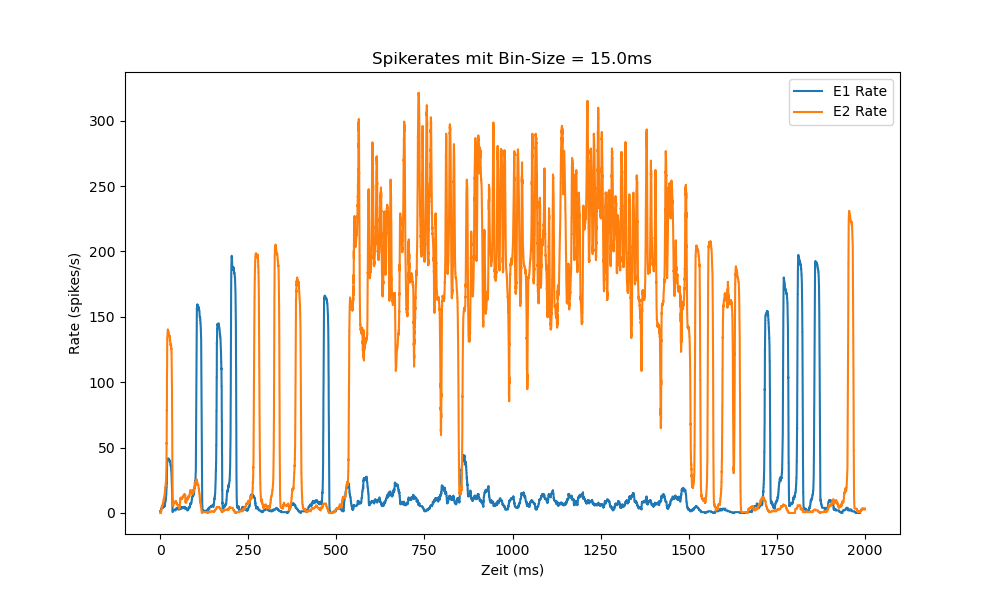 Spikerates mit Bin-Size = 15.0ms
E1 Rate
E2 Rate
Rate (spikes/s)
300
250
200
150
100
50
0
0 250 500 750 1000 1250 1500 1750 2000
Zeit (ms)